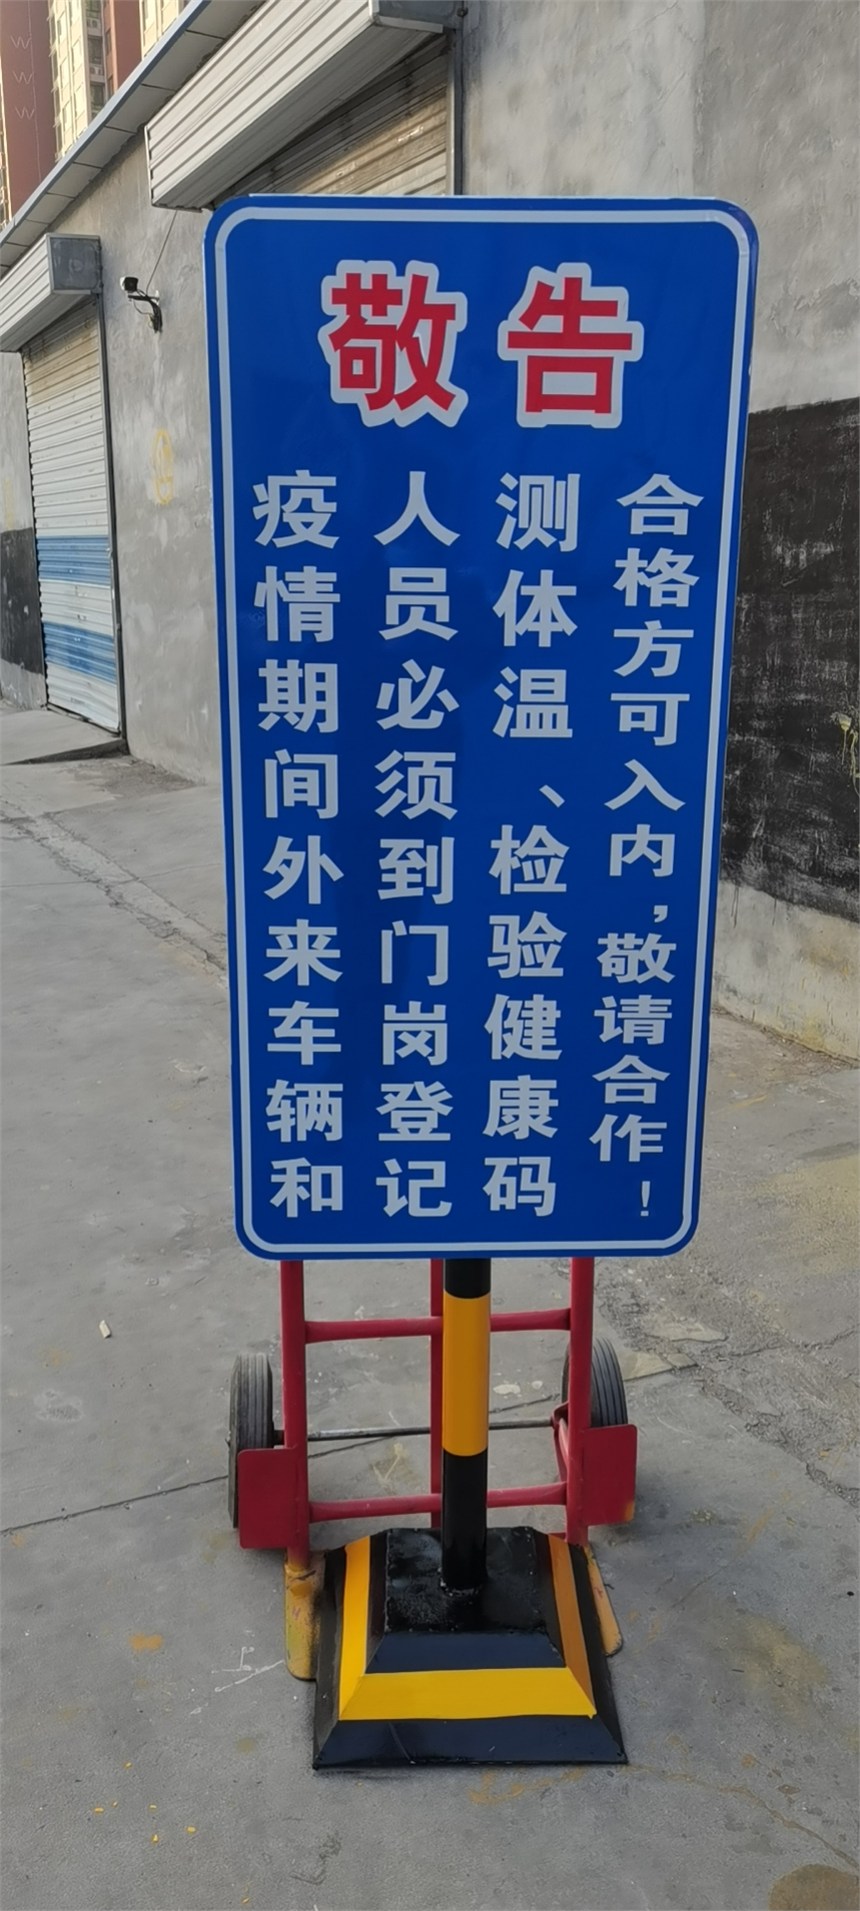 敬告
疫情期间外来车辆和
人员必须到门岗登记
测体温、检验健康码
合格方可入内，敬请合作！